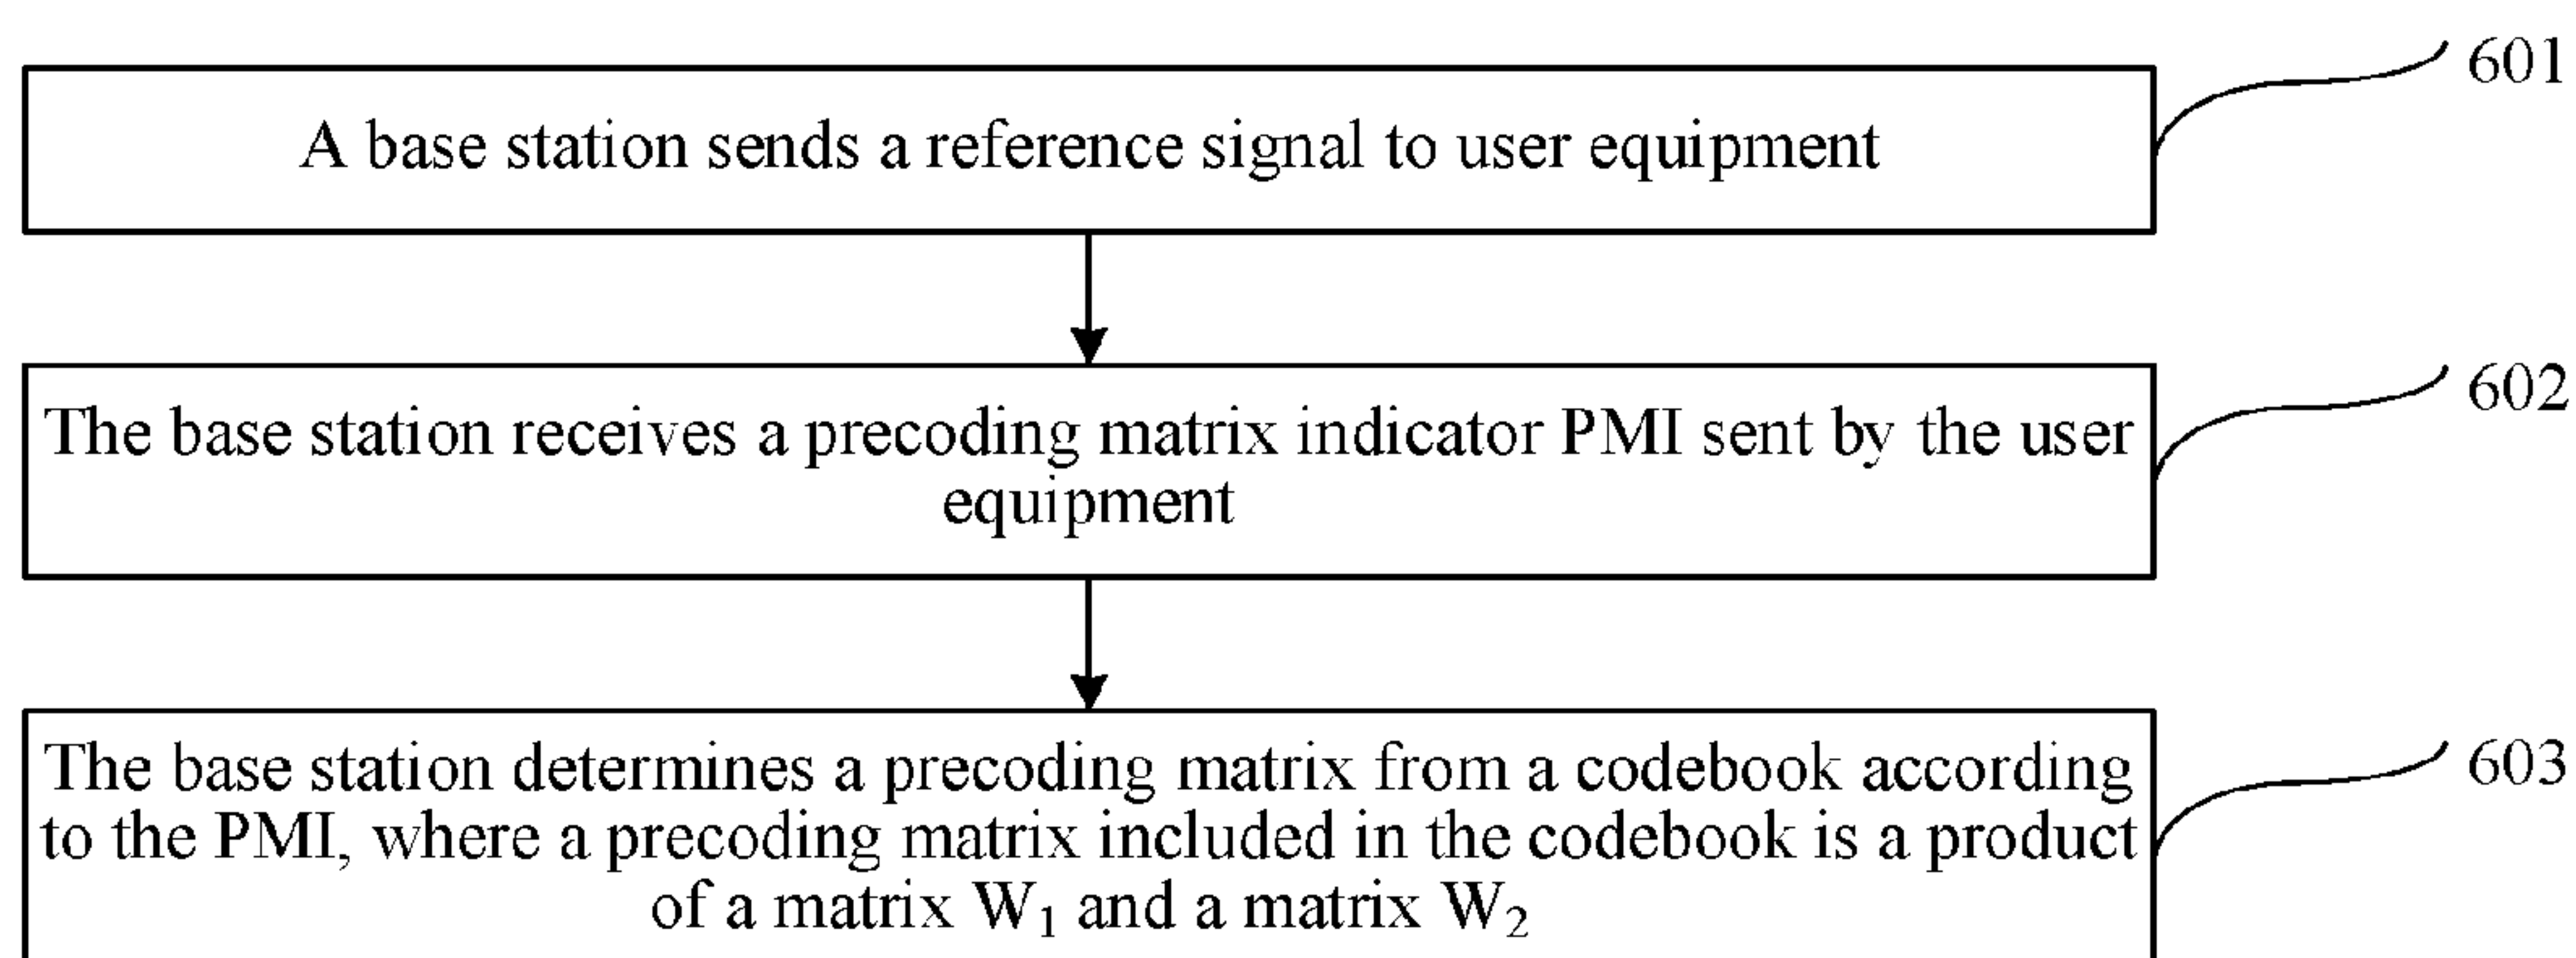 601
A base station sends a reference signal to user equipment
602
The base station receives a precoding matrix indicator PMI sent by the user
equipment
603
The base station determines a precoding matrix from a codebook according
to the PMI, where a precoding matrix included in the codebook is a product
of a matrix W₁ and a matrix W₂